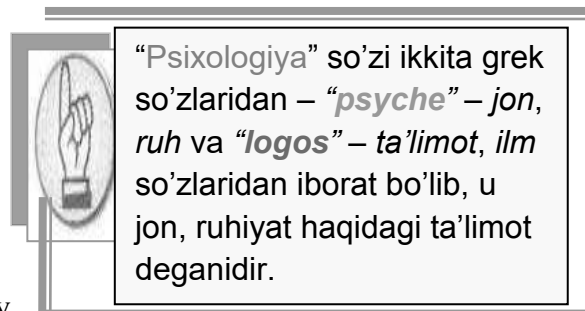 “Psixologiya” so’zi ikkita grek
so’zlaridan – “psyche” – jon,
ruh va “logos” – ta’limot, ilm
so’zlaridan iborat bo’lib, u
jon, ruhiyat haqidagi ta’limot
deganidir.